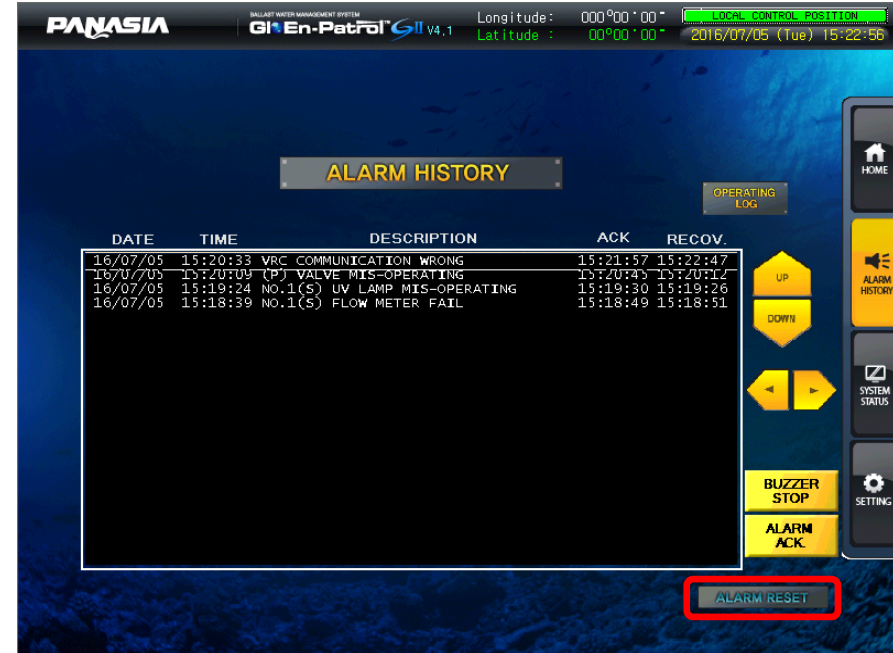 PANASIA
BALLAST WATER MANAGEMENT SYSTEM
GloEn-Patrol™ GII V4.1
Longitude: 000º00'00"
Latitude : 00º00'00"
LOCAL CONTROL POSITION
2016/07/05 (Tue) 15:22:56
ALARM HISTORY
OPERATING
LOG
DATE TIME DESCRIPTION ACK RECOV.
16/07/05 15:20:33 VRC COMMUNICATION WRONG 15:21:57 15:22:47
16/07/05 15:20:09 (P) VALVE MIS-OPERATING 15:20:45 15:20:12
16/07/05 15:19:24 NO.1(S) UV LAMP MIS-OPERATING 15:19:30 15:19:26
16/07/05 15:18:39 NO.1(S) FLOW METER FAIL 15:18:49 15:18:51
UP
DOWN
BUZZER
STOP
ALARM
ACK.
ALARM RESET
HOME
ALARM
HISTORY
SYSTEM
STATUS
SETTING